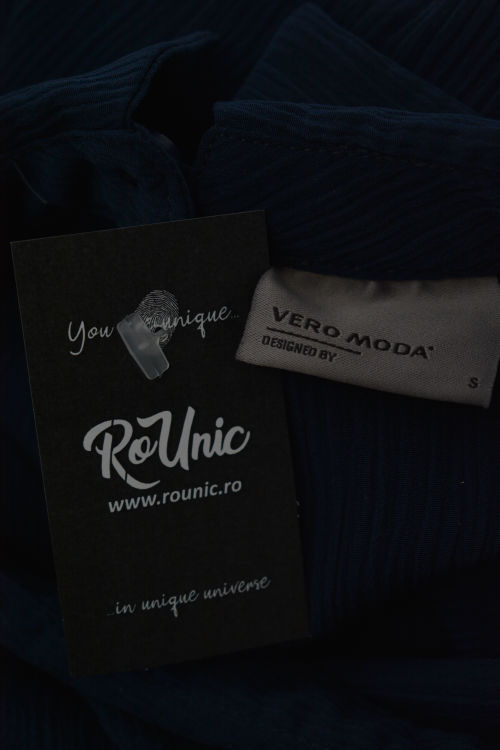 You unique...
RoUnic
www.rounic.ro
...in unique universe
VERO MODA
DESIGNED BY
S